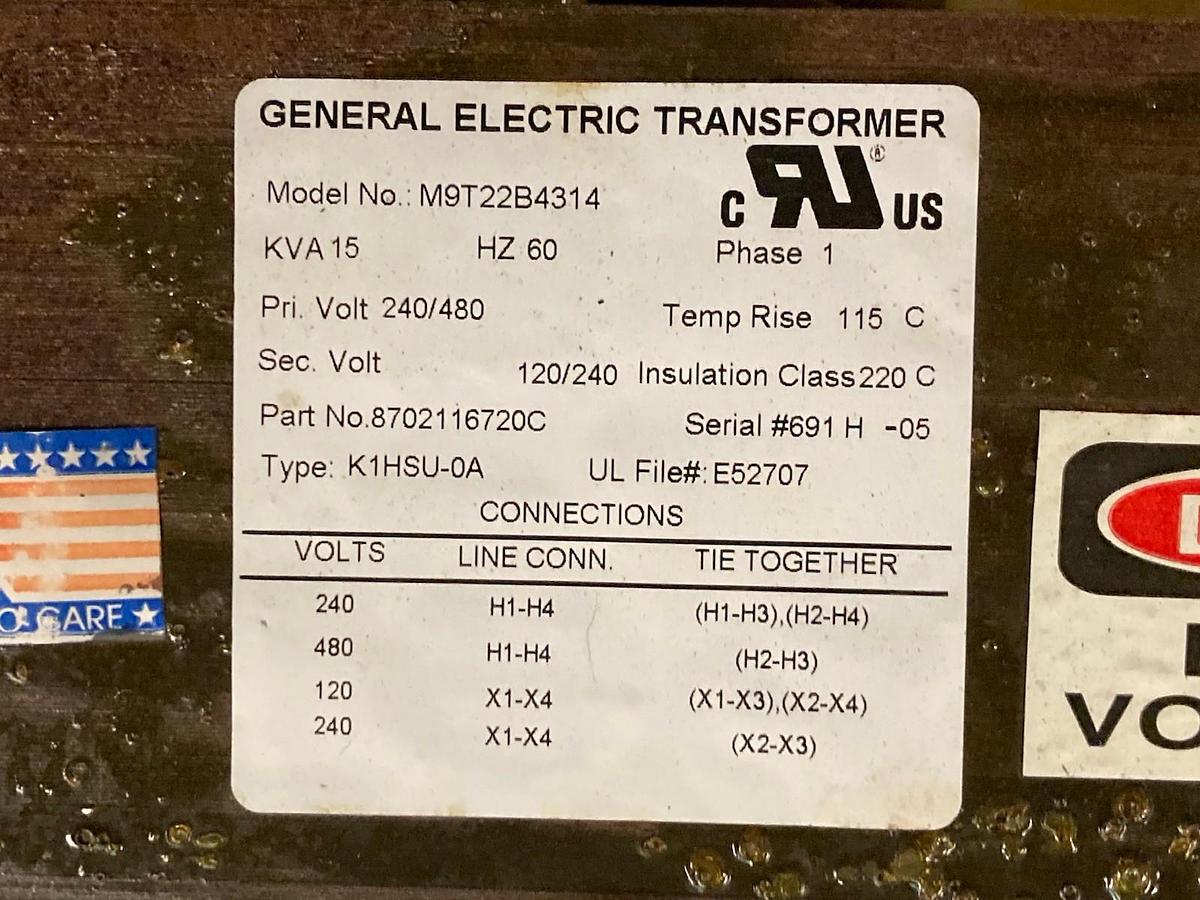 GENERAL ELECTRIC TRANSFORMER
Model No.: M9T22B4314
C RU® US
KVA 15 HZ 60 Phase 1
Pri. Volt 240/480 Temp Rise 115 C
Sec. Volt 120/240 Insulation Class 220 C
Part No.8702116720C Serial #691 H -05
Type: K1HSU-0A UL File#: E52707
CONNECTIONS
VOLTS LINE CONN. TIE TOGETHER
240 H1-H4 (H1-H3),(H2-H4)
480 H1-H4 (H2-H3)
120 X1-X4 (X1-X3),(X2-X4)
240 X1-X4 (X2-X3)
CARE
VO